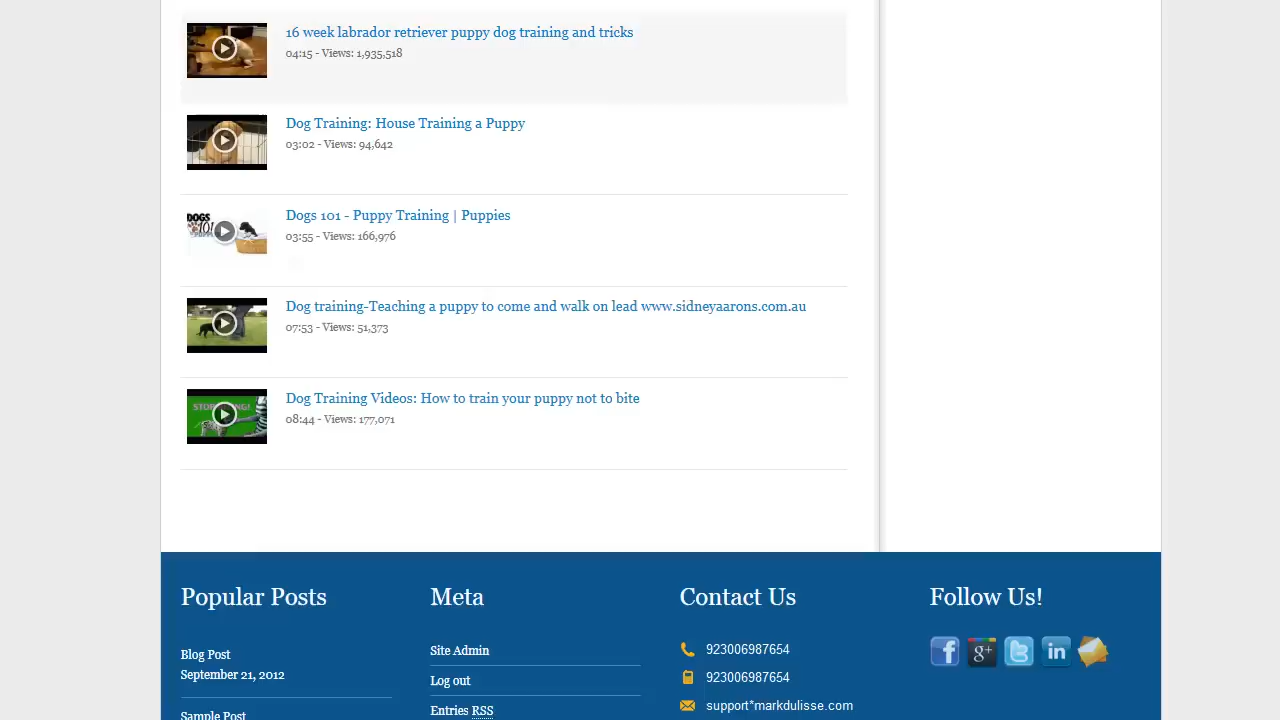 16 week labrador retriever puppy dog training and tricks
04:15 - Views: 1,935,518
Dog Training: House Training a Puppy
03:02 - Views: 94,642
DOGS
101
Dogs 101 - Puppy Training | Puppies
03:55 - Views: 166,976
Dog training-Teaching a puppy to come and walk on lead www.sidneyaarons.com.au
07:53 - Views: 51,373
Dog Training Videos: How to train your puppy not to bite
08:44 - Views: 177,071
Popular Posts
Blog Post
September 21, 2012
Sample Post
Meta
Site Admin
Log out
Entries RSS
Contact Us
923006987654
923006987654
support*markdulisse.com
Follow Us!